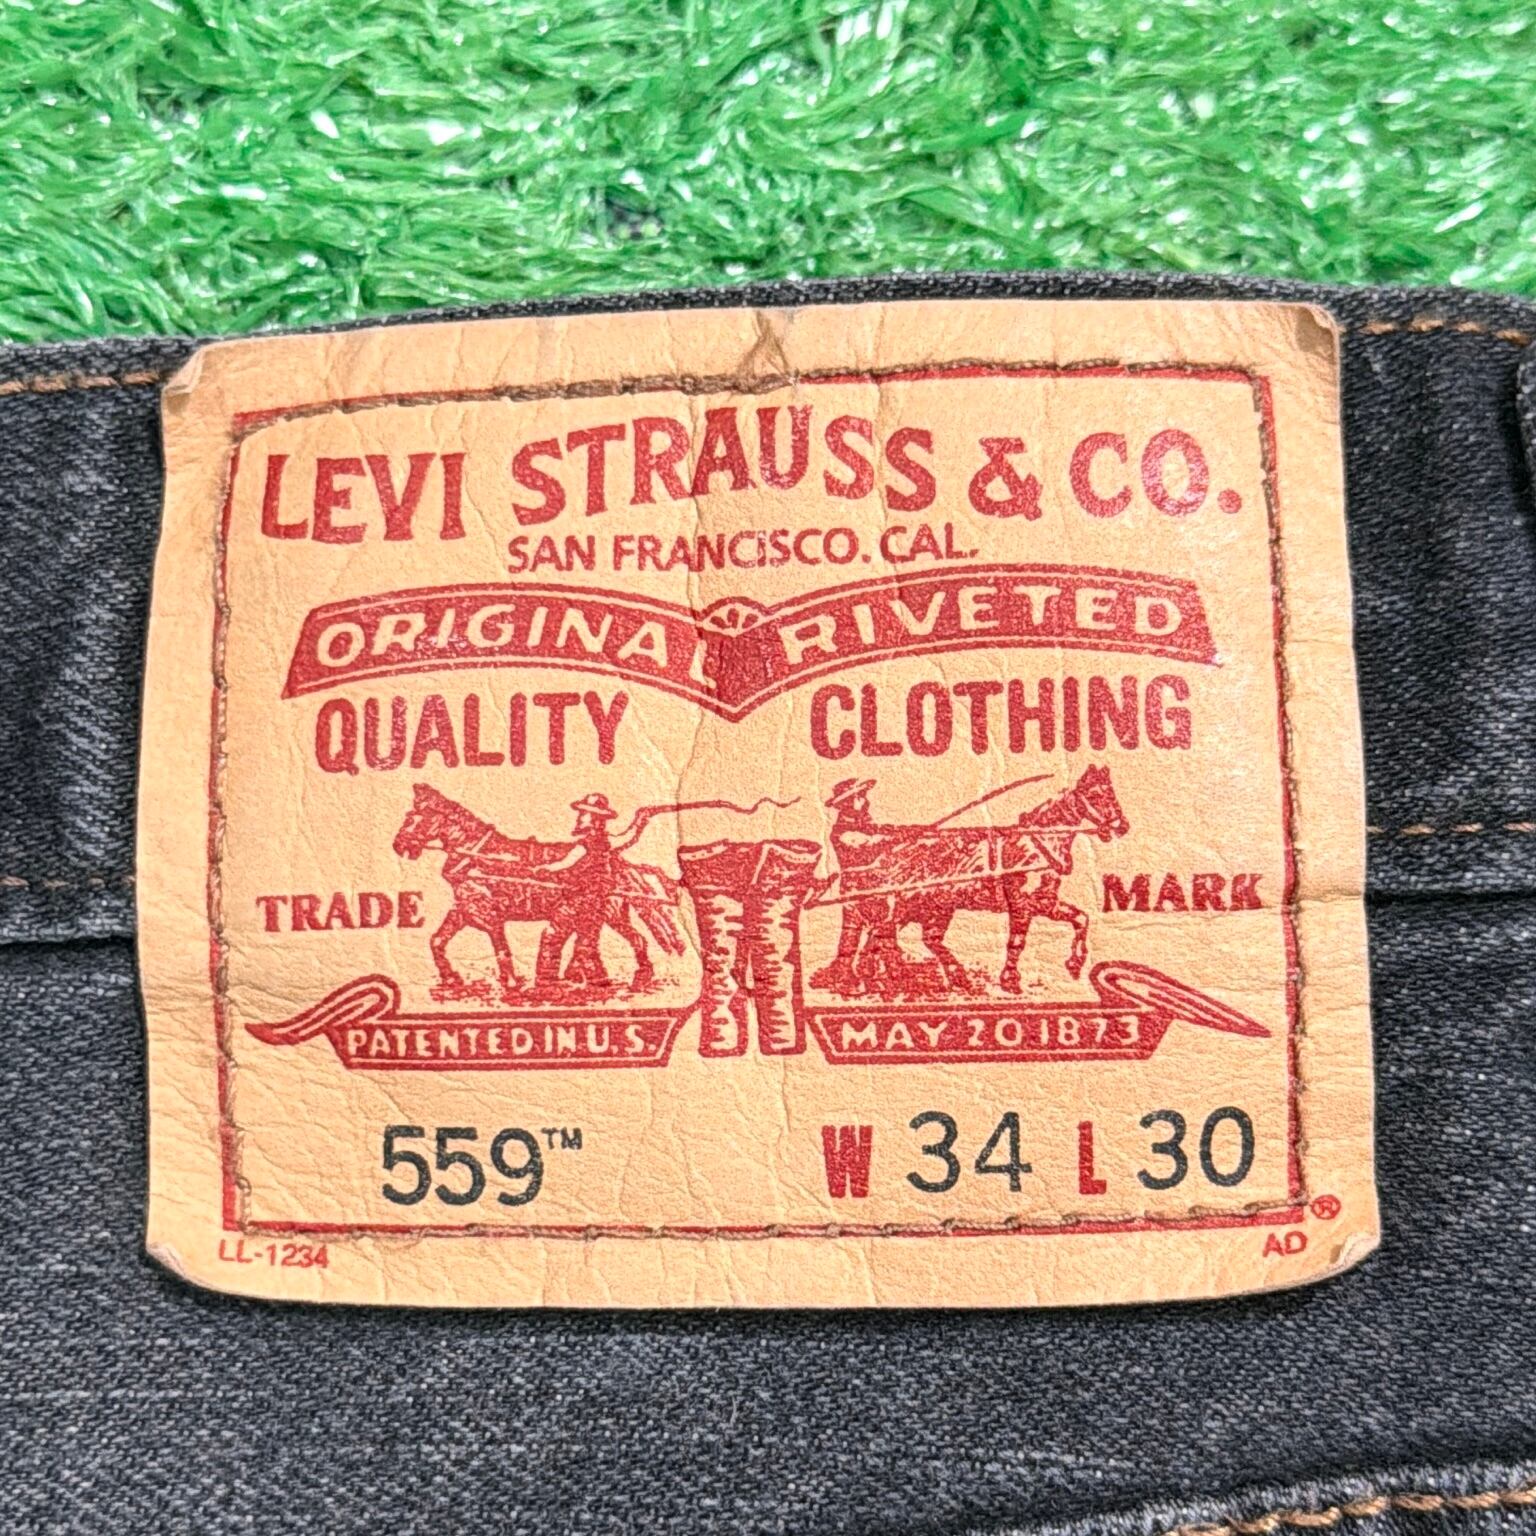 LEVI STRAUSS & CO.
SAN FRANCISCO. CAL.
ORIGINAL RIVETED
QUALITY CLOTHING
TRADE MARK
PATENTED IN U.S. MAY 20 1873
559™ W 34 L 30
®
LL-1234 AD